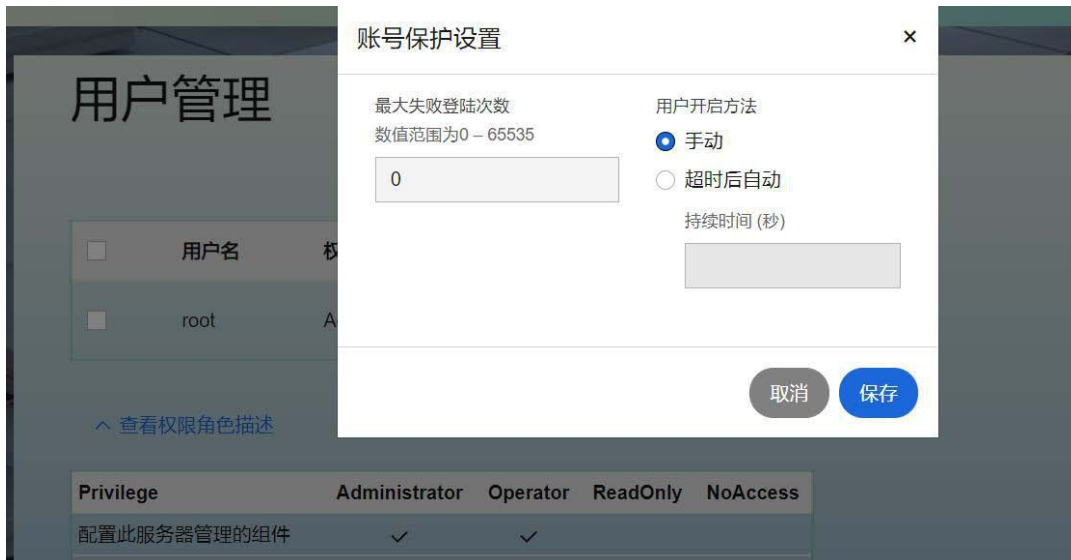 账号保护设置
×
用户管理
最大失败登陆次数
数值范围为0 – 65535
0
用户开启方法
手动
超时后自动
持续时间 (秒)
用户名
权
root
A
取消
保存
查看权限角色描述
Privilege Administrator Operator ReadOnly NoAccess
配置此服务器管理的组件